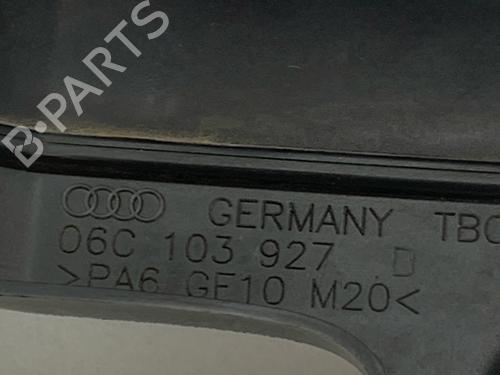 B-PARTS
GERMANY TBC
06C 103 927 D
>PA6 GF10 M20<